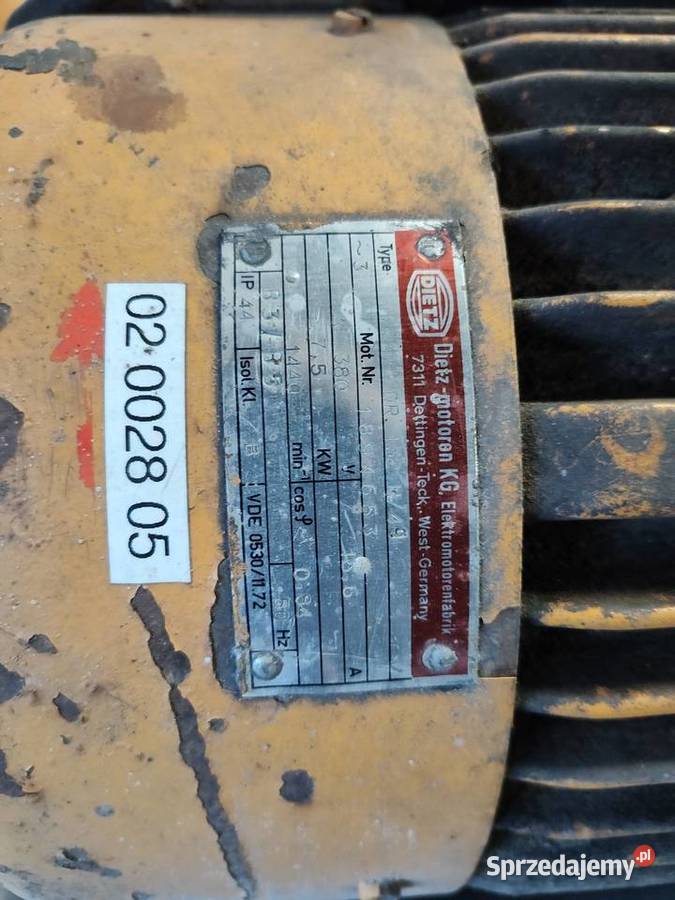 DIETZ
Dietz-motoren KG, Elektromotorenfabrik
7311 Dettingen-Teck, West-Germany
Type
Mot. Nr.
~ 3 380 V A
7,5 KW
min⁻¹ cos φ 0.84
Hz
IP 44 Isol. Kl. B VDE 0530/11.72
02 0028 05
Sprzedajemy.pl